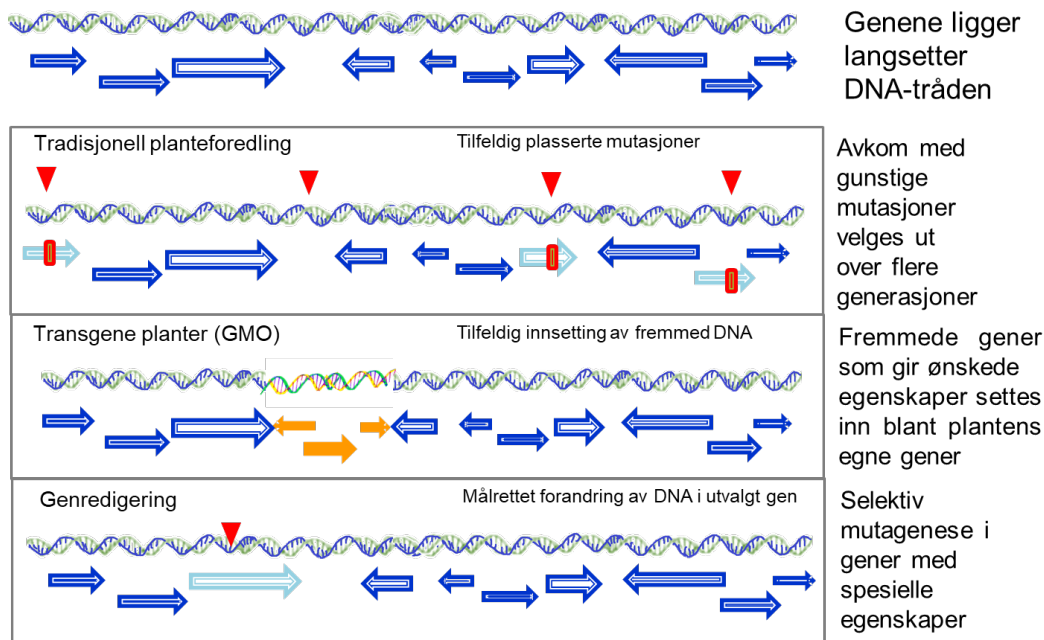 Genene ligger
langsetter
DNA-tråden
Tradisjonell planteforedling
Tilfeldig plasserte mutasjoner
Avkom med
gunstige
mutasjoner
velges ut
over flere
generasjoner
Transgene planter (GMO)
Tilfeldig innsetting av fremmed DNA
Fremmede gener
som gir ønskede
egenskaper settes
inn blant plantens
egne gener
Genredigering
Målrettet forandring av DNA i utvalgt gen
Selektiv
mutagenese i
gener med
spesielle
egenskaper